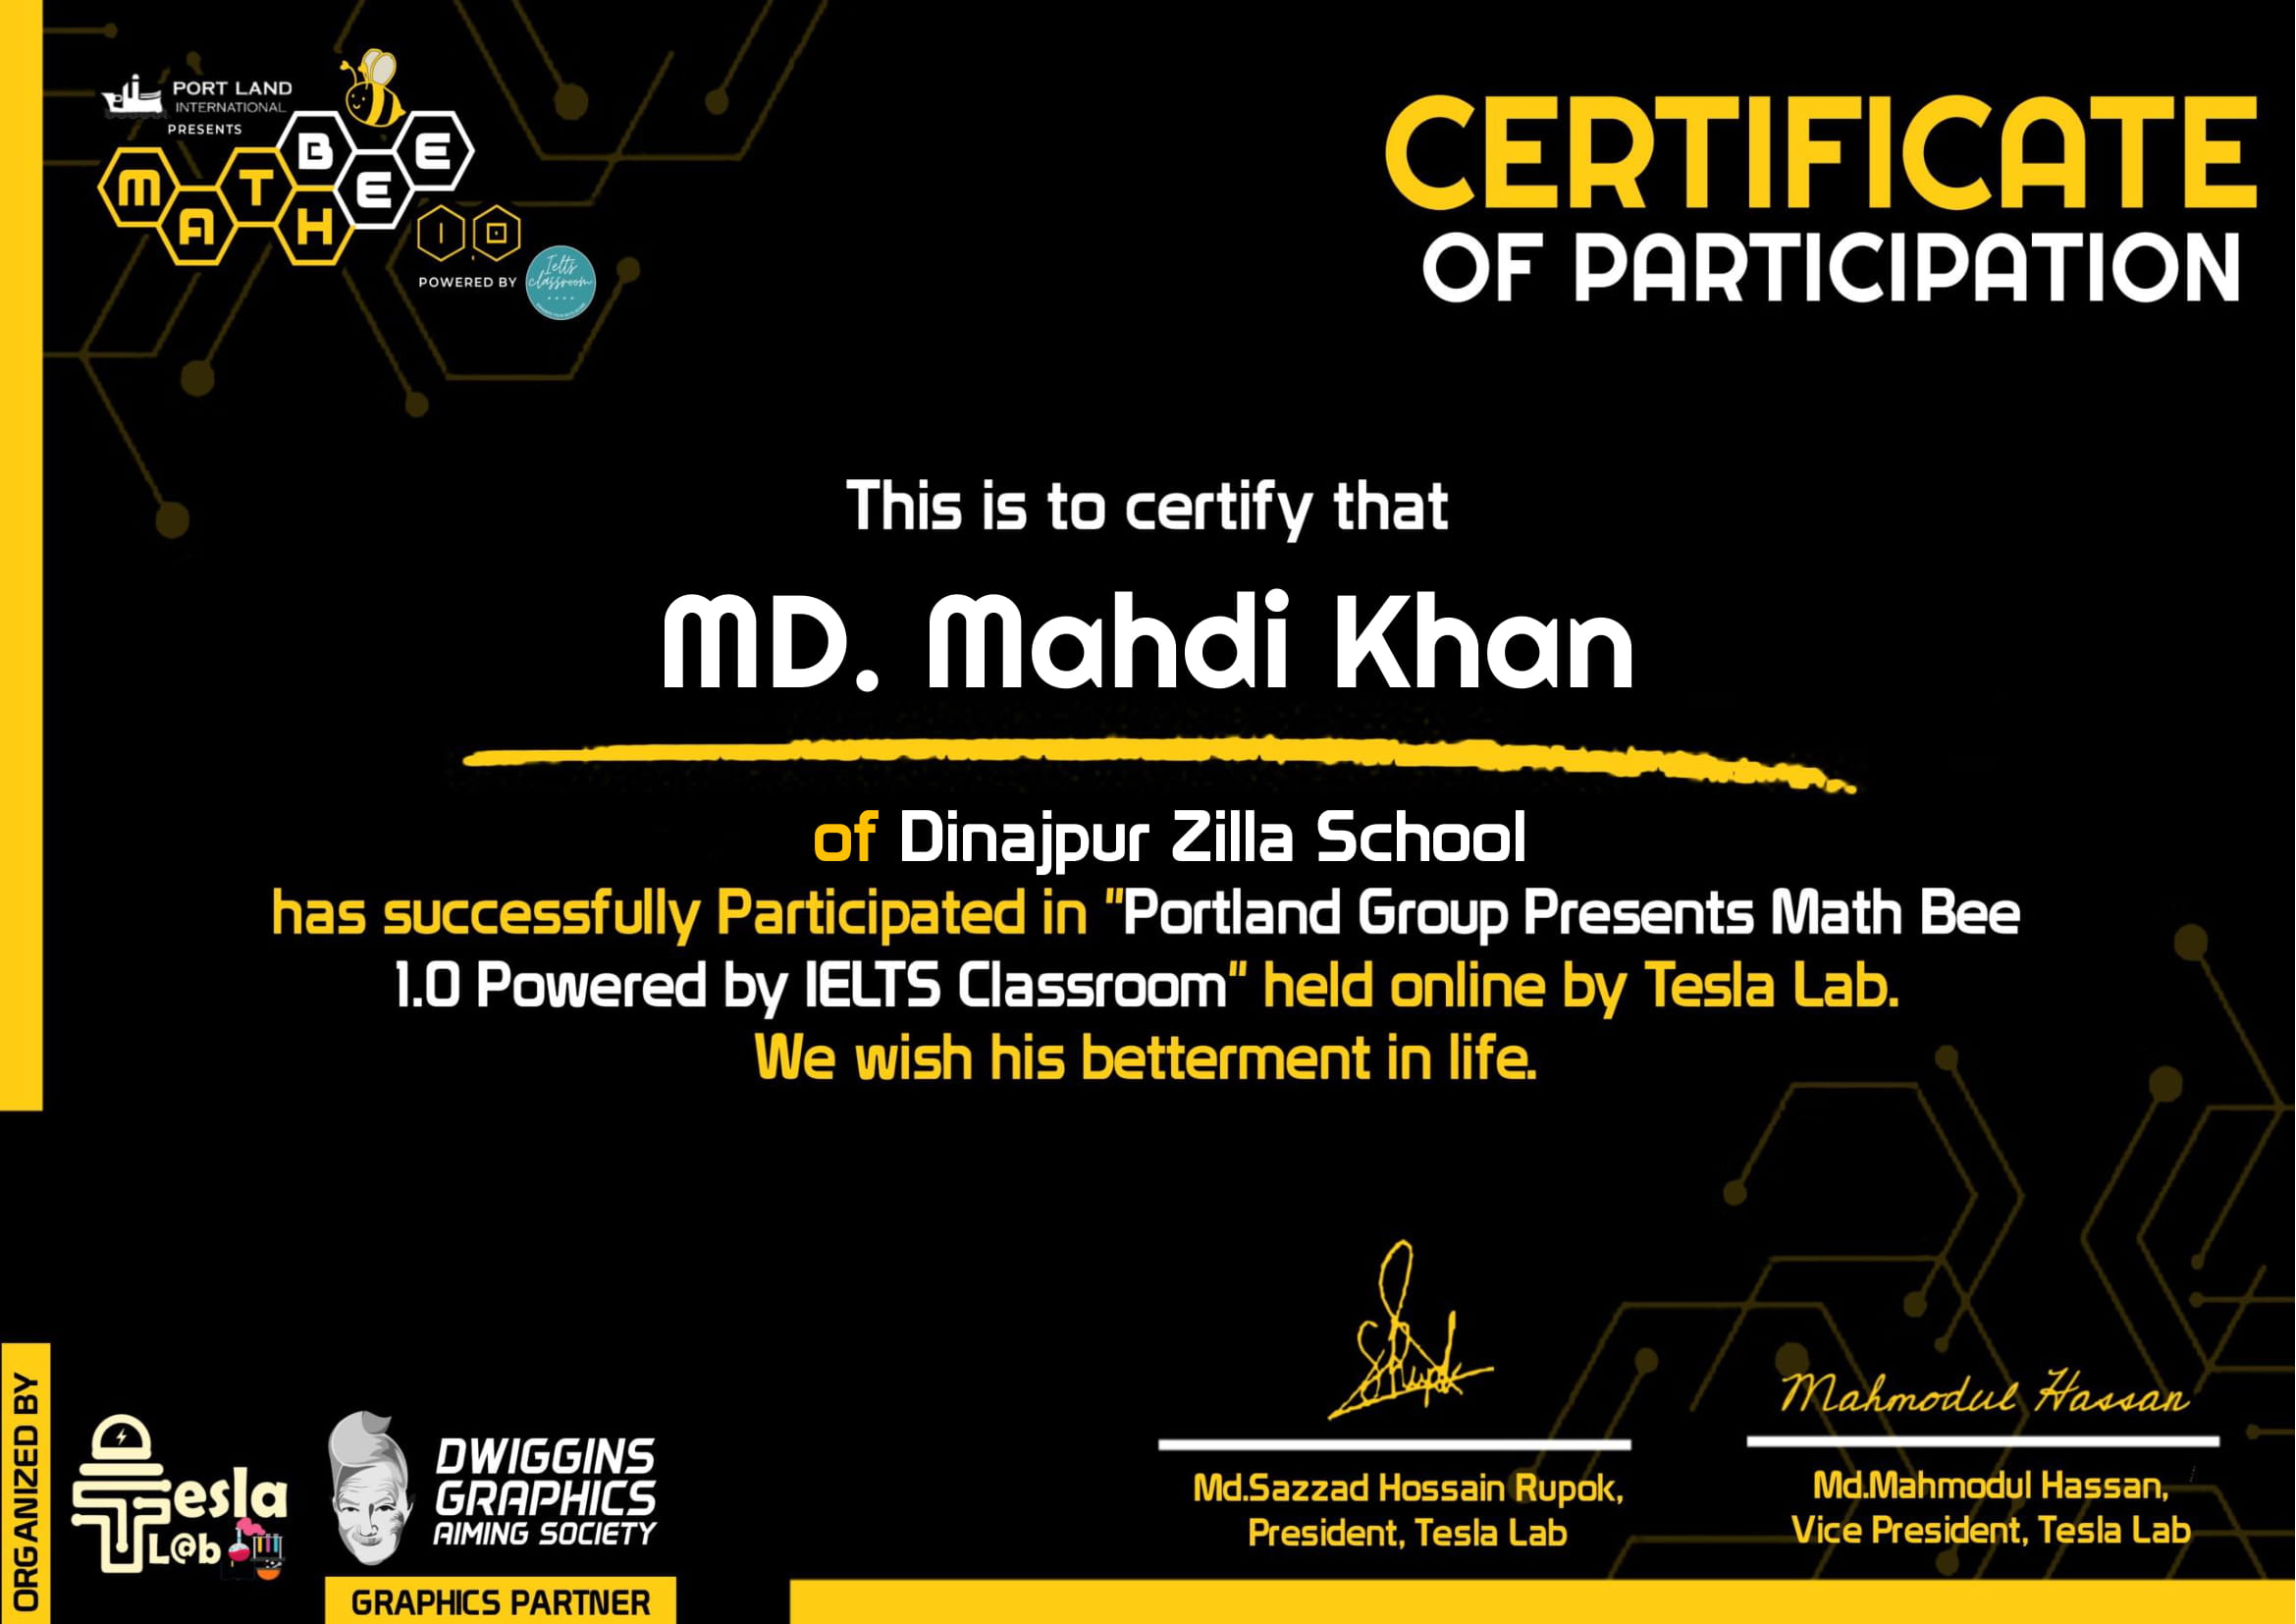 PORT LAND
INTERNATIONAL
PRESENTS
MATH BEE
1.0
POWERED BY
Ielts
classroom
CERTIFICATE
OF PARTICIPATION
This is to certify that
MD. Mahdi Khan
of Dinajpur Zilla School
has successfully Participated in "Portland Group Presents Math Bee
1.0 Powered by IELTS Classroom" held online by Tesla Lab.
We wish his betterment in life.
ORGANIZED BY
Tesla
L@b
DWIGGINS
GRAPHICS
AIMING SOCIETY
GRAPHICS PARTNER
SRupok
Md.Sazzad Hossain Rupok,
President, Tesla Lab
Mahmodul Hassan
Md.Mahmodul Hassan,
Vice President, Tesla Lab